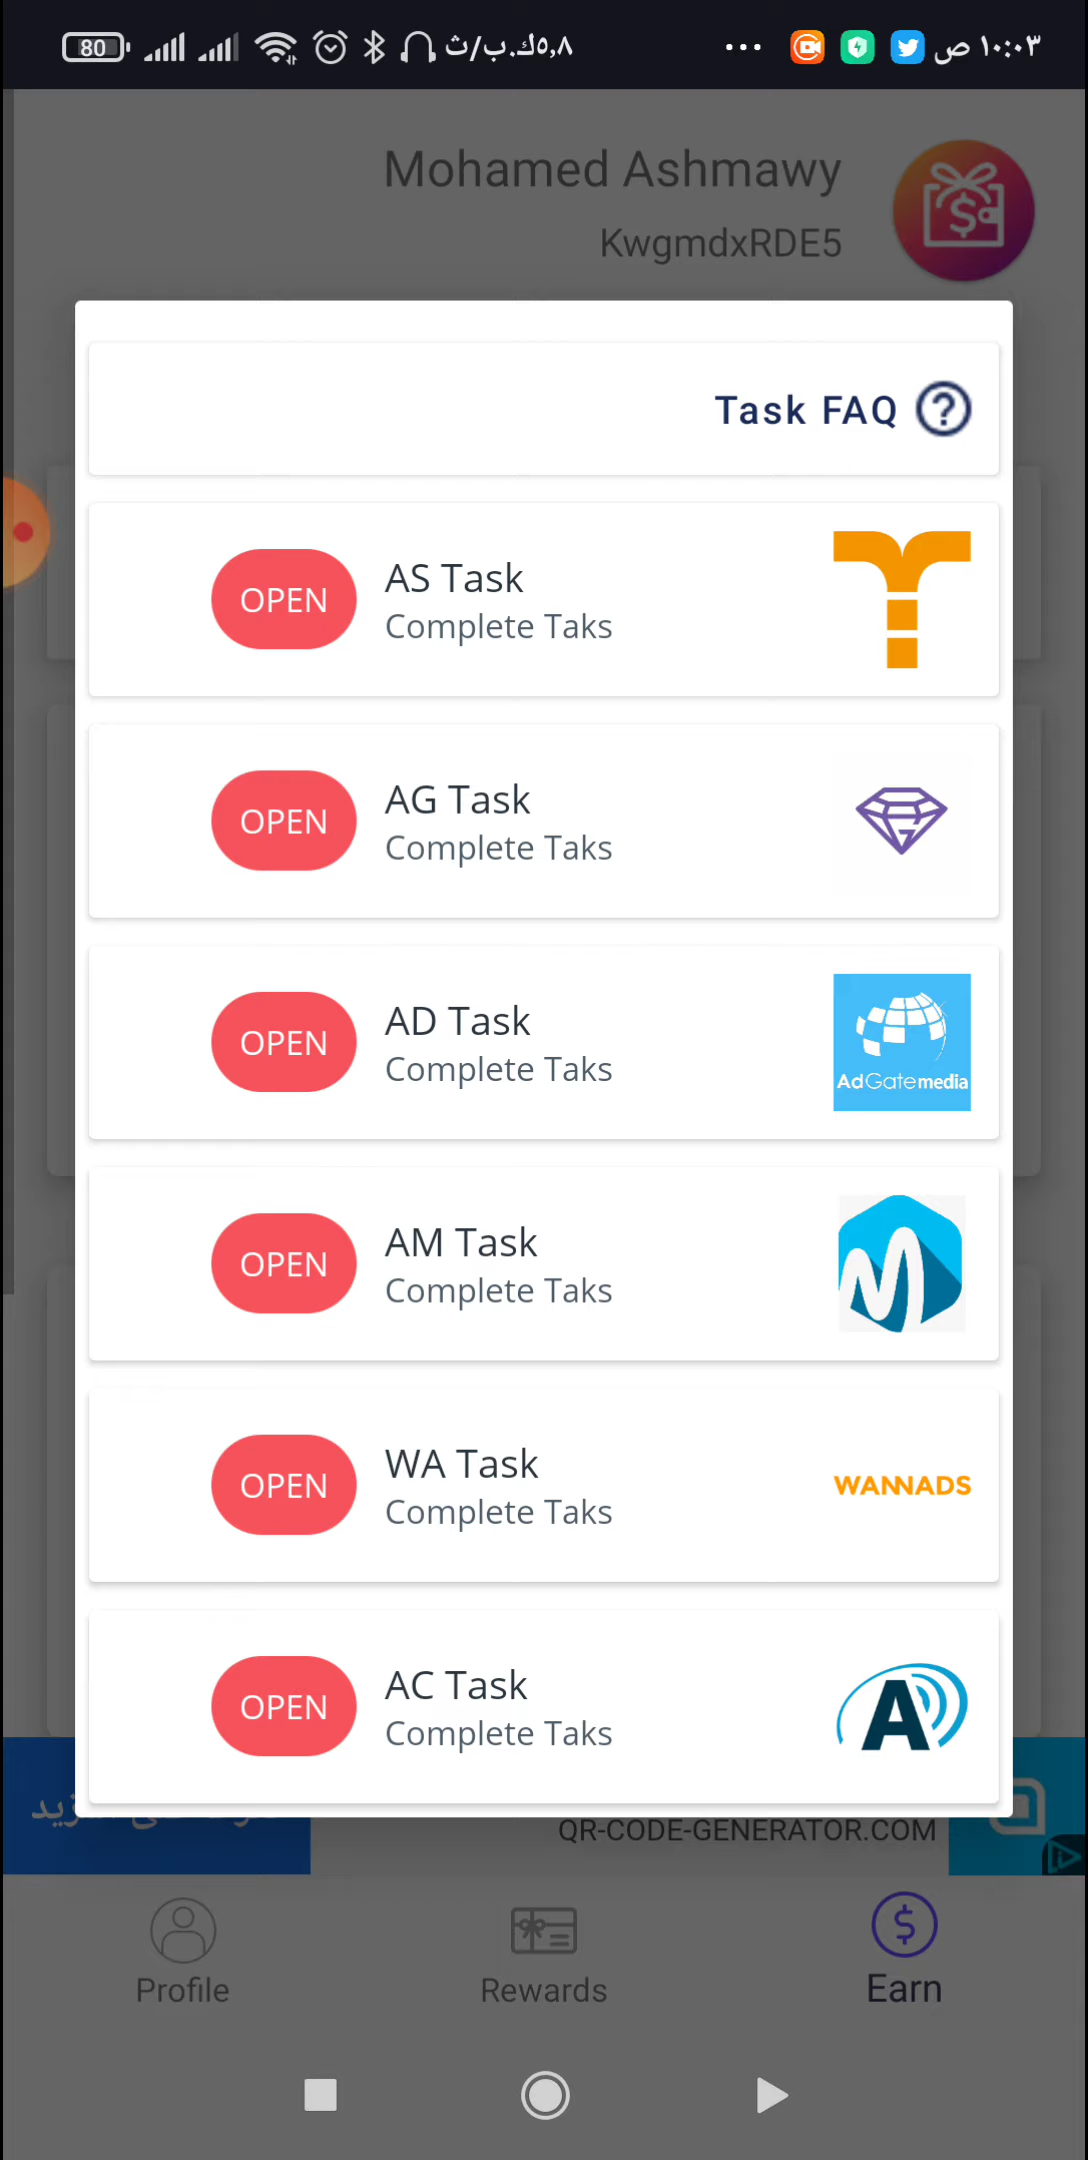 80
٥,٨ك.ب/ث
١٠:٠٣ ص
Mohamed Ashmawy
KwgmdxRDE5
Task FAQ
OPEN
AS Task
Complete Taks
OPEN
AG Task
Complete Taks
OPEN
AD Task
Complete Taks
AdGatemedia
OPEN
AM Task
Complete Taks
OPEN
WA Task
Complete Taks
WANNADS
OPEN
AC Task
Complete Taks
A
QR-CODE-GENERATOR.COM
Profile
Rewards
Earn